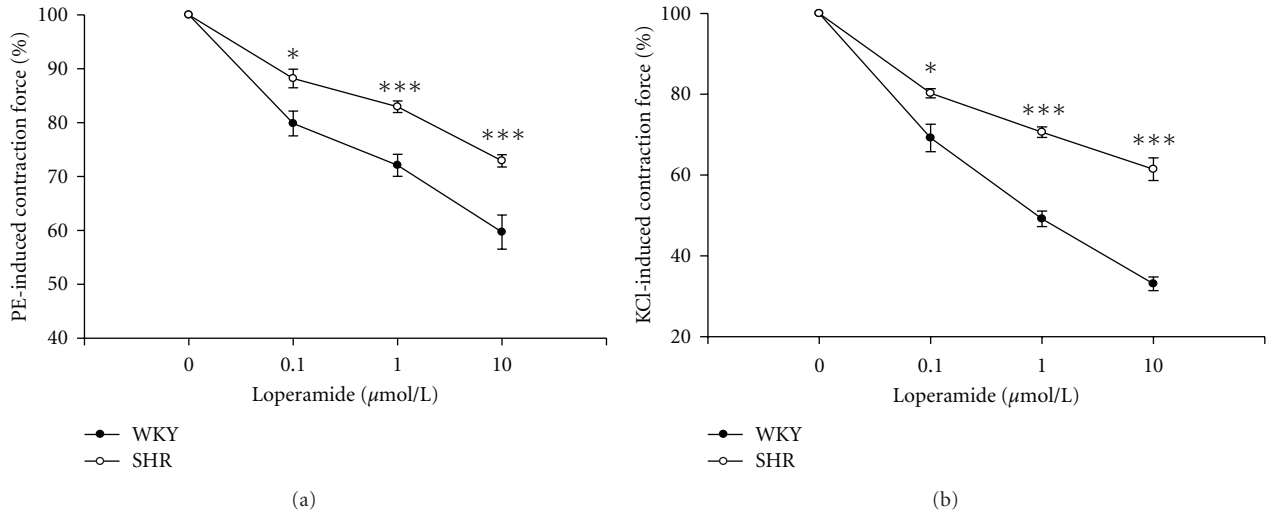 PE-induced contraction force (%)
100
90
80
70
60
50
40
*
***
***
0 0.1 1 10
Loperamide (μmol/L)
WKY
SHR
(a)
KCl-induced contraction force (%)
100
80
60
40
20
*
***
***
0 0.1 1 10
Loperamide (μmol/L)
WKY
SHR
(b)